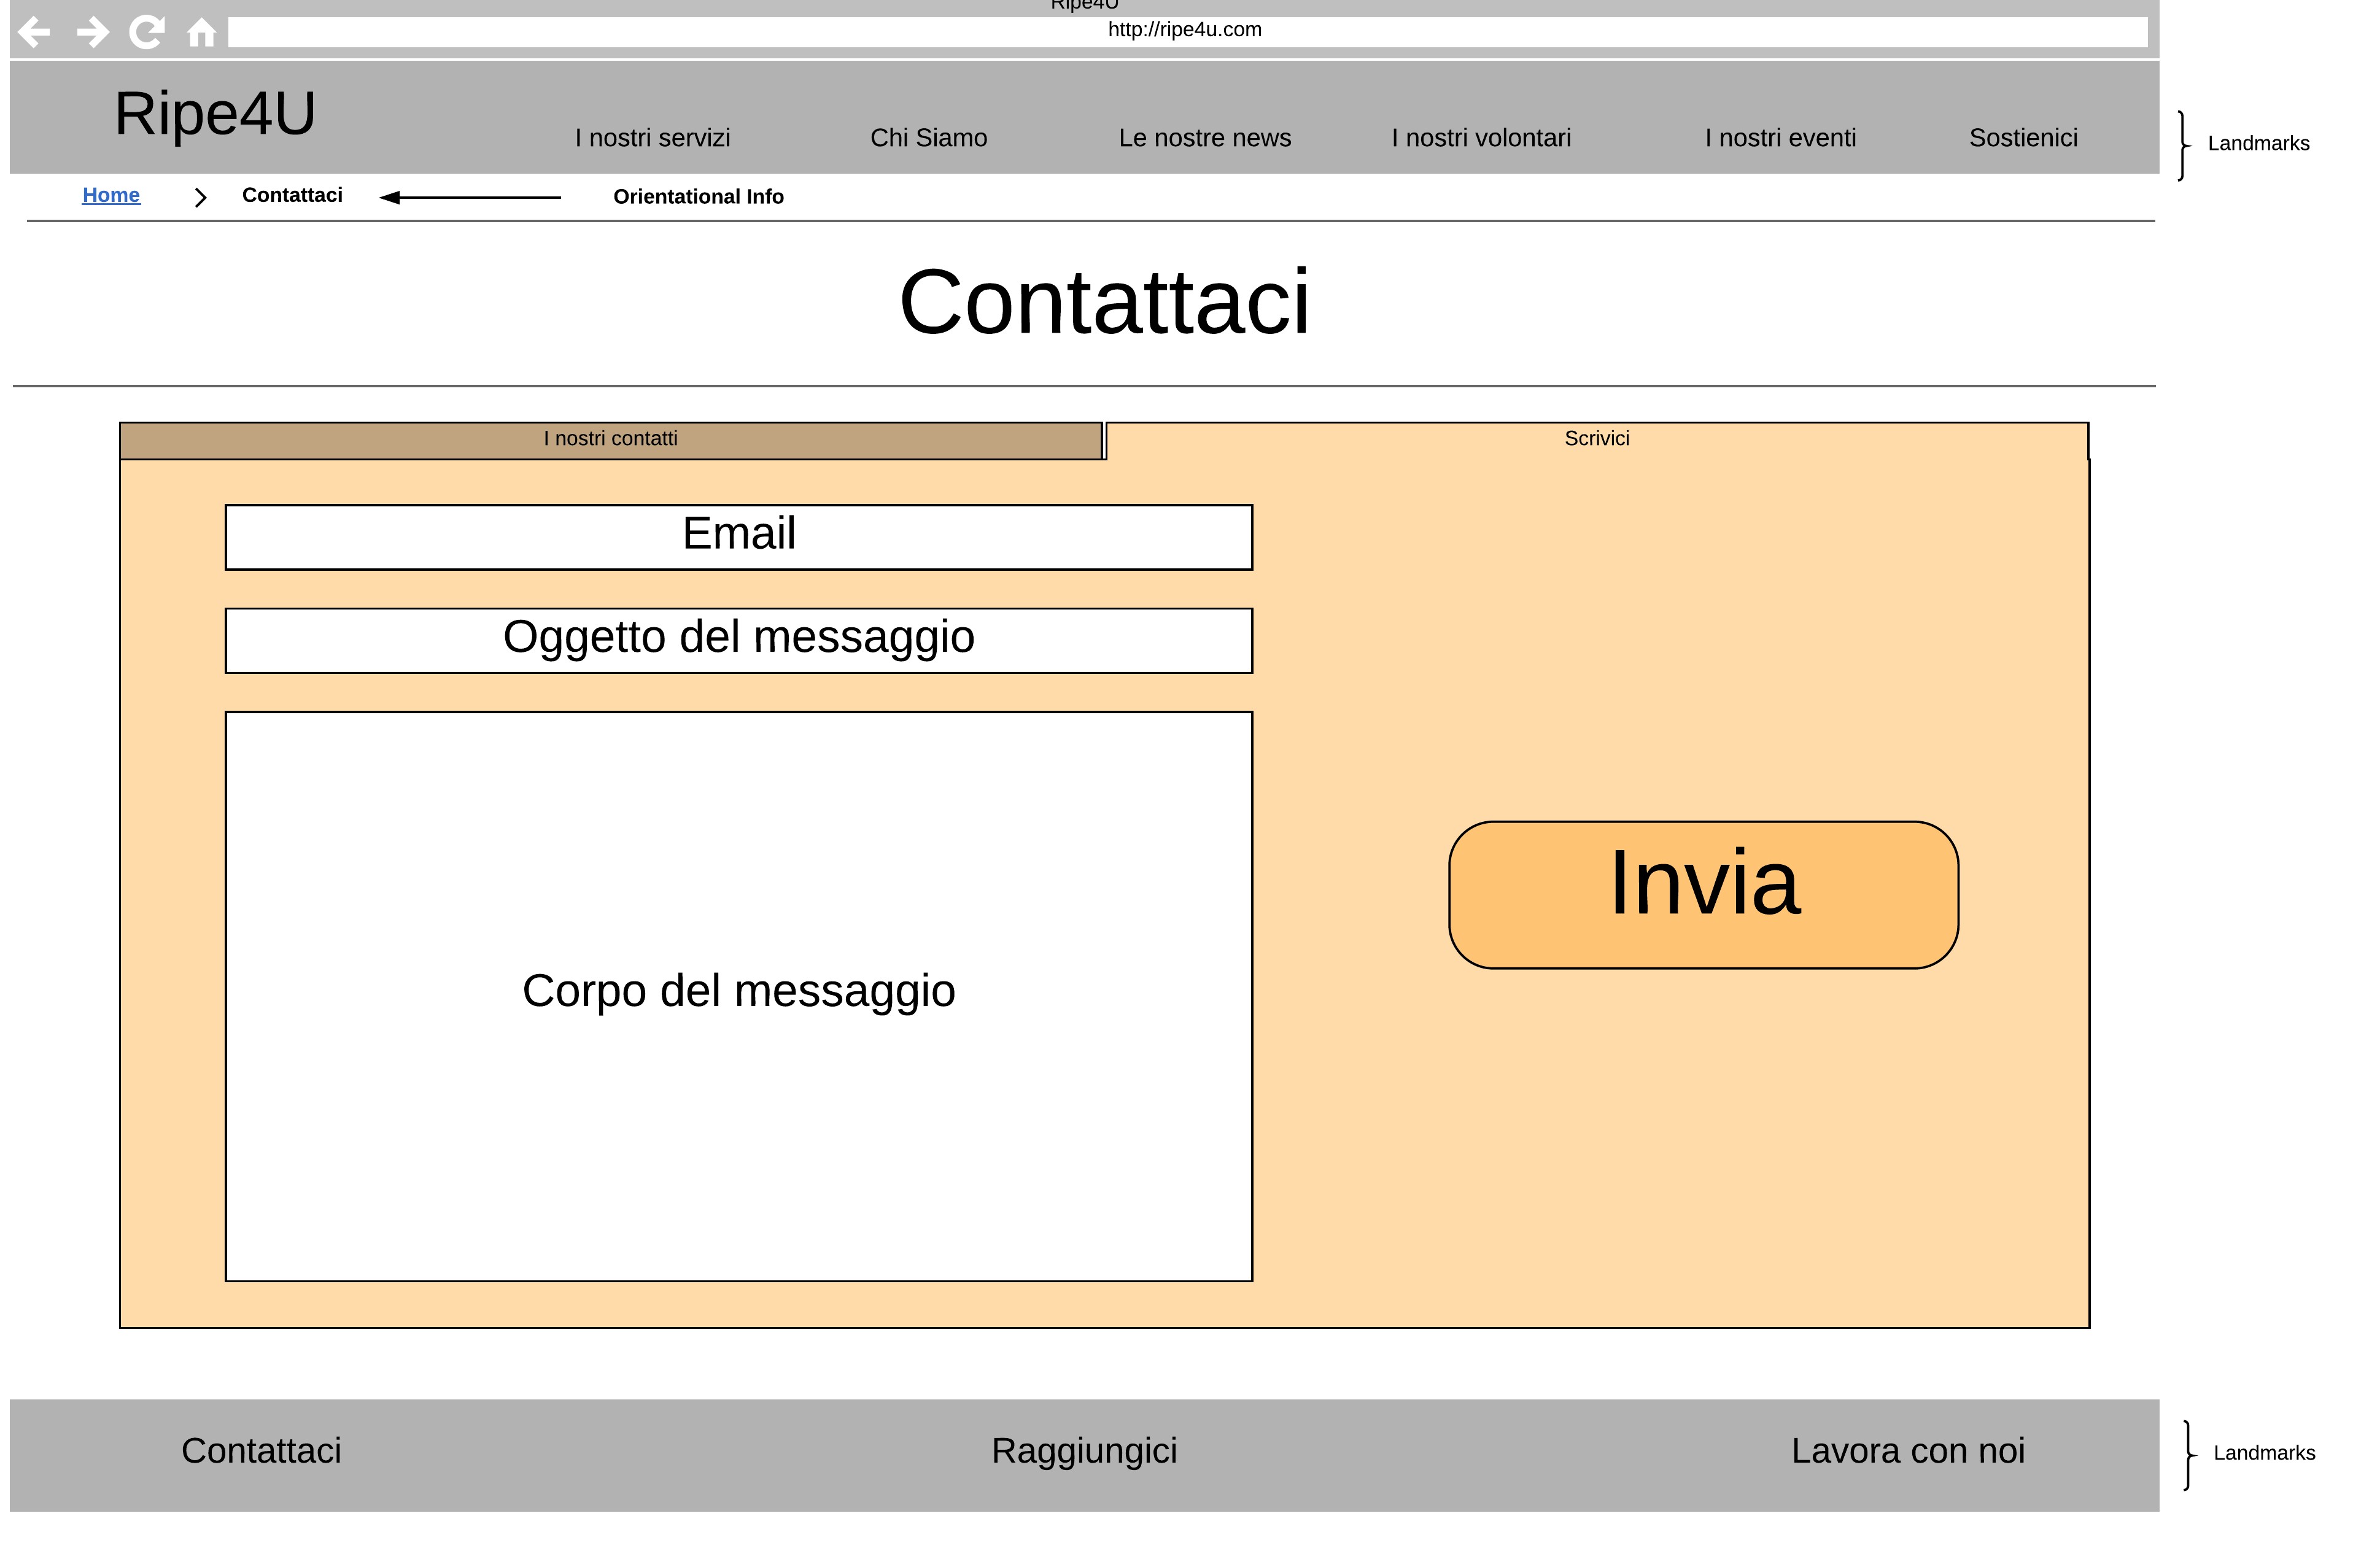 Ripe4U
http://ripe4u.com
Ripe4U
I nostri servizi
Chi Siamo
Le nostre news
I nostri volontari
I nostri eventi
Sostienici
Landmarks
Home
Contattaci
Orientational Info
Contattaci
I nostri contatti
Scrivici
Email
Oggetto del messaggio
Corpo del messaggio
Invia
Contattaci
Raggiungici
Lavora con noi
Landmarks